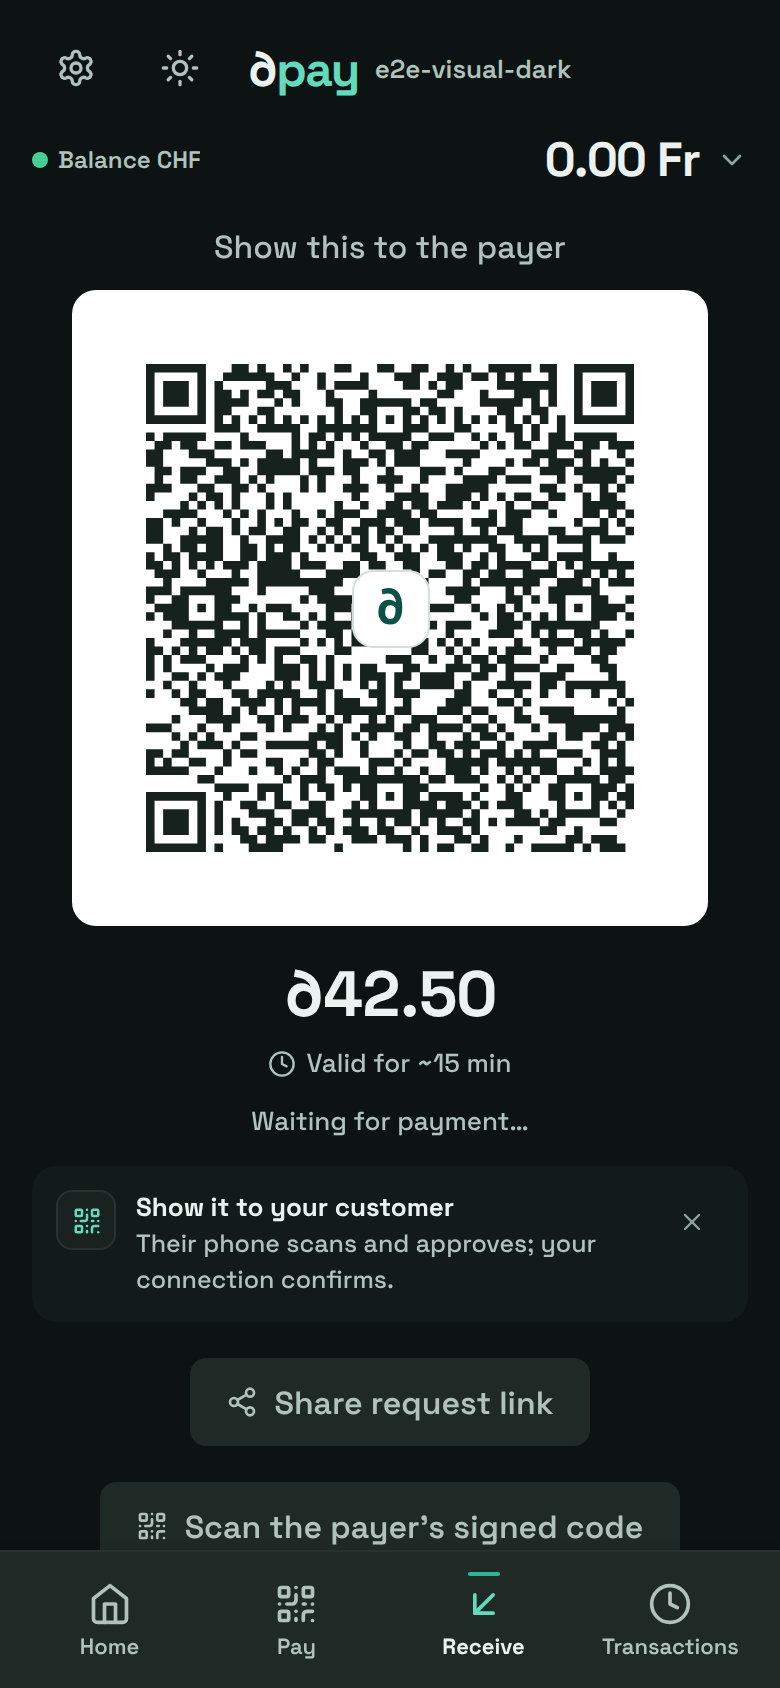 ∂pay e2e-visual-dark
Balance CHF 0.00 Fr
Show this to the payer
∂
∂42.50
Valid for ~15 min
Waiting for payment…
Show it to your customer
Their phone scans and approves; your
connection confirms.
Share request link
Scan the payer’s signed code
Home Pay Receive Transactions